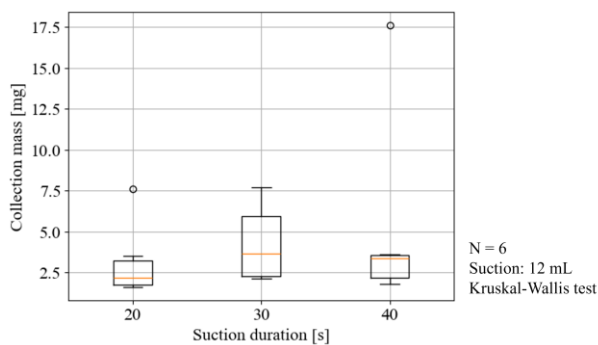 Collection mass [mg]
17.5
15.0
12.5
10.0
7.5
5.0
2.5
20 30 40
Suction duration [s]
N = 6
Suction: 12 mL
Kruskal-Wallis test